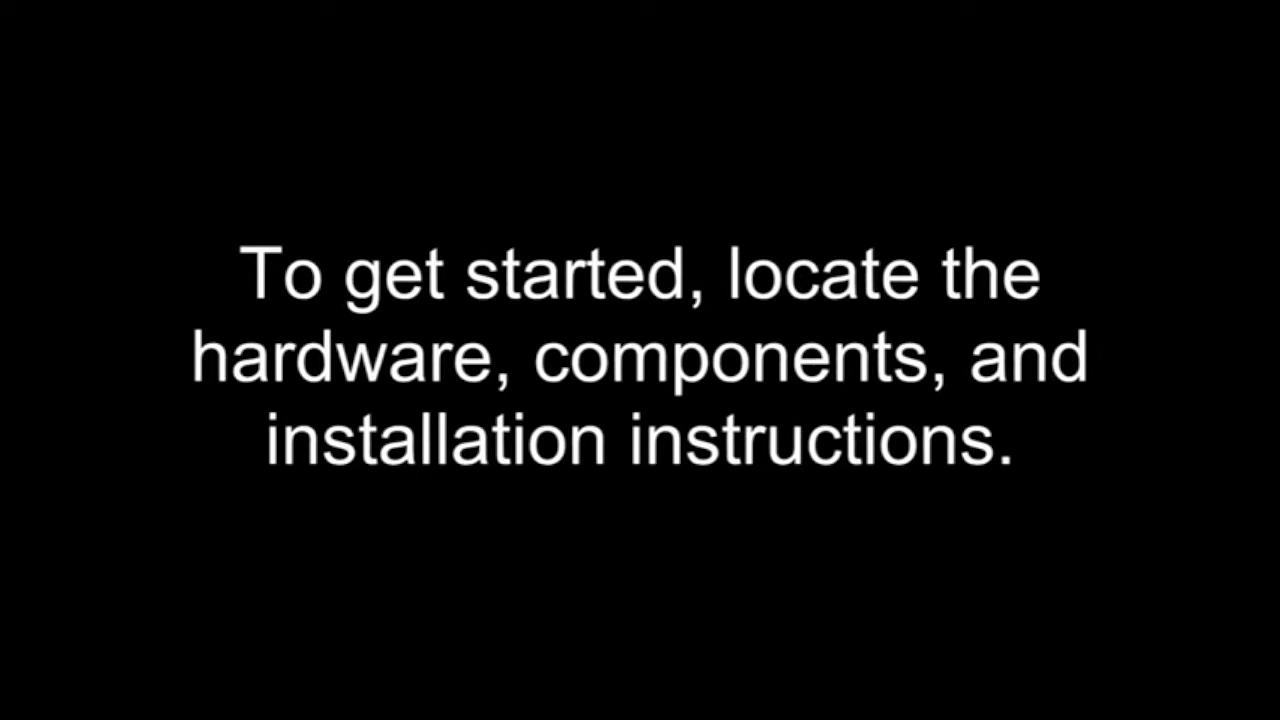 To get started, locate the
hardware, components, and
installation instructions.